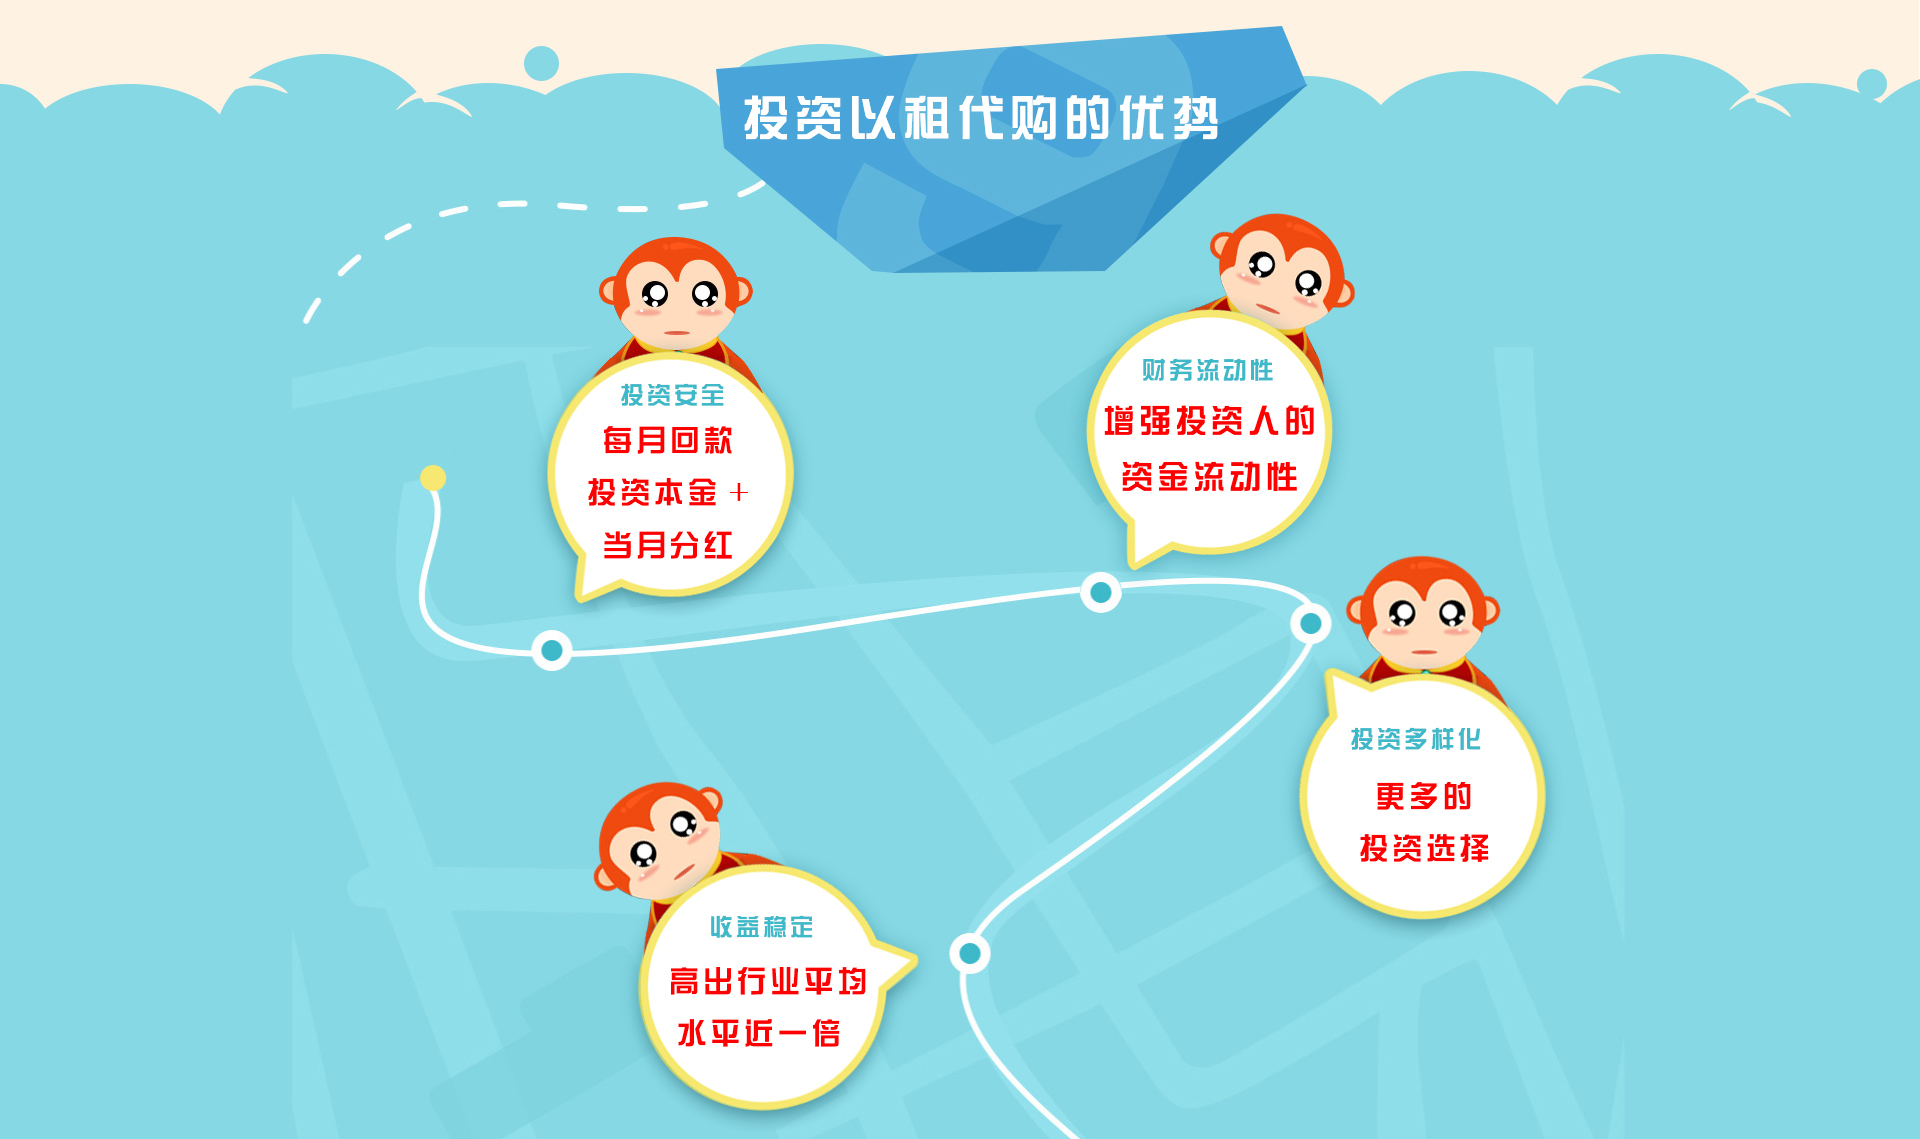 投资以租代购的优势
投资安全
每月回款
投资本金+
当月分红
财务流动性
增强投资人的
资金流动性
投资多样化
更多的
投资选择
收益稳定
高出行业平均
水平近一倍